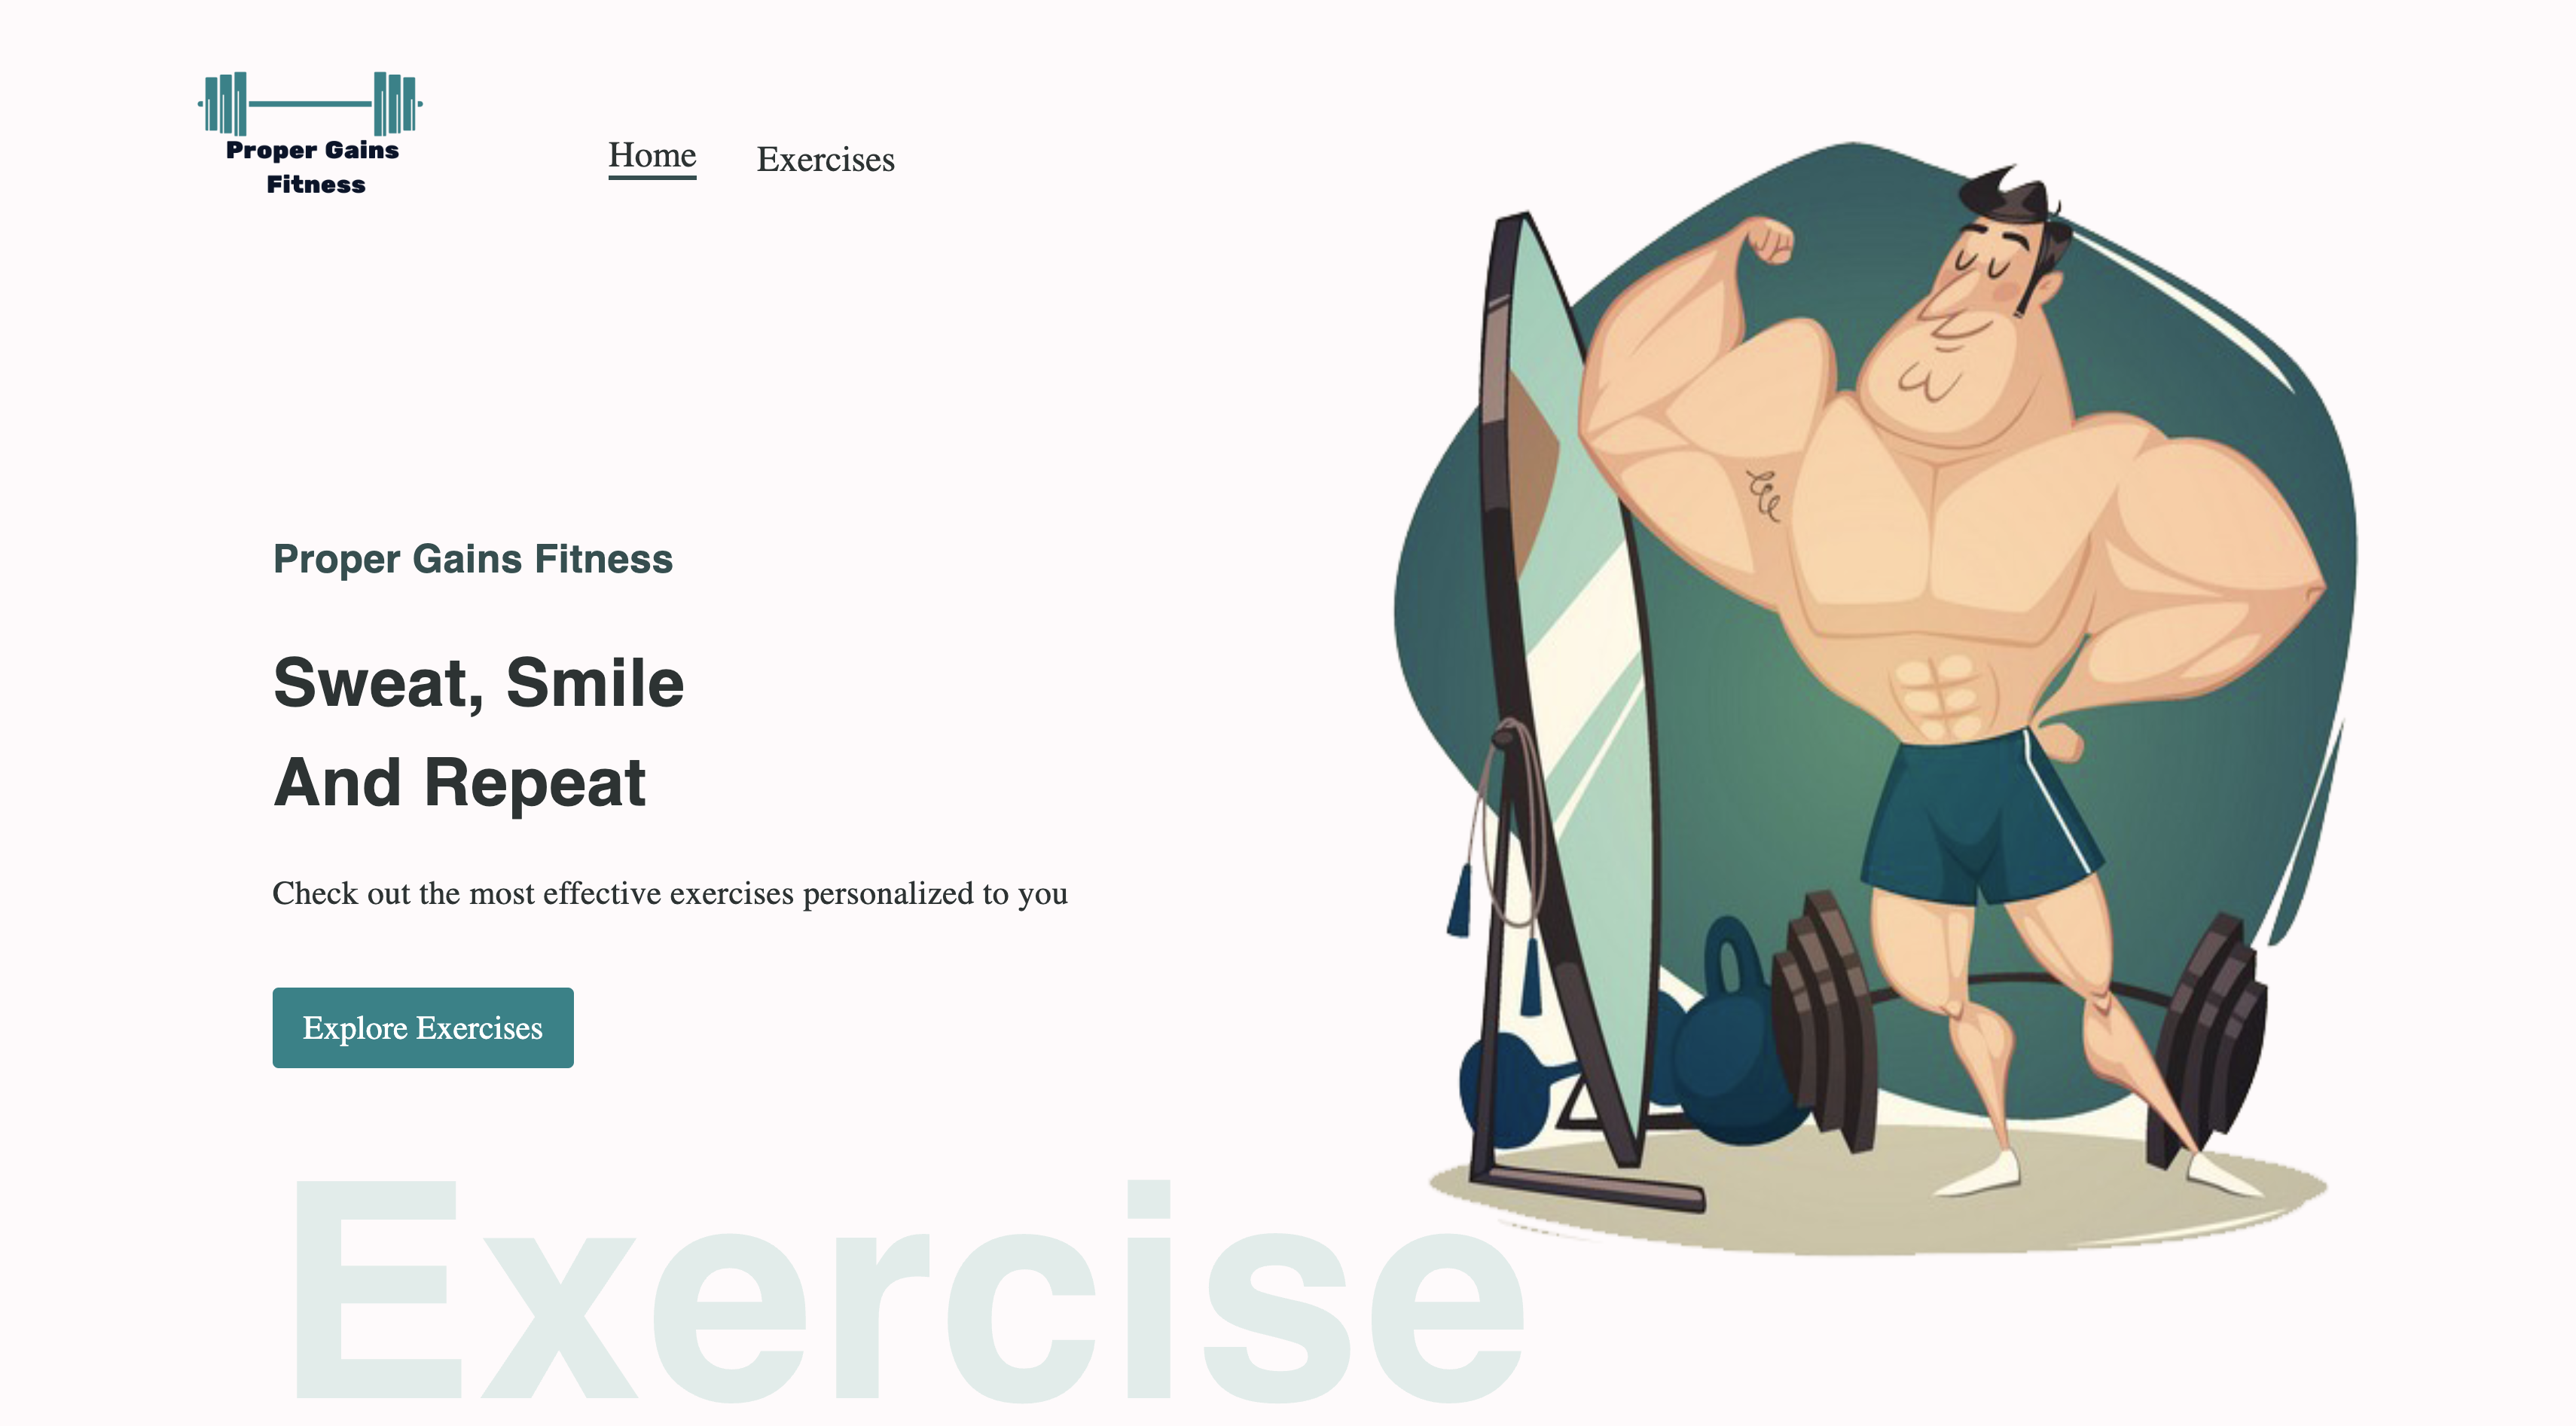 Proper Gains
Fitness
Home
Exercises
Proper Gains Fitness
Sweat, Smile
And Repeat
Check out the most effective exercises personalized to you
Explore Exercises
Exercise